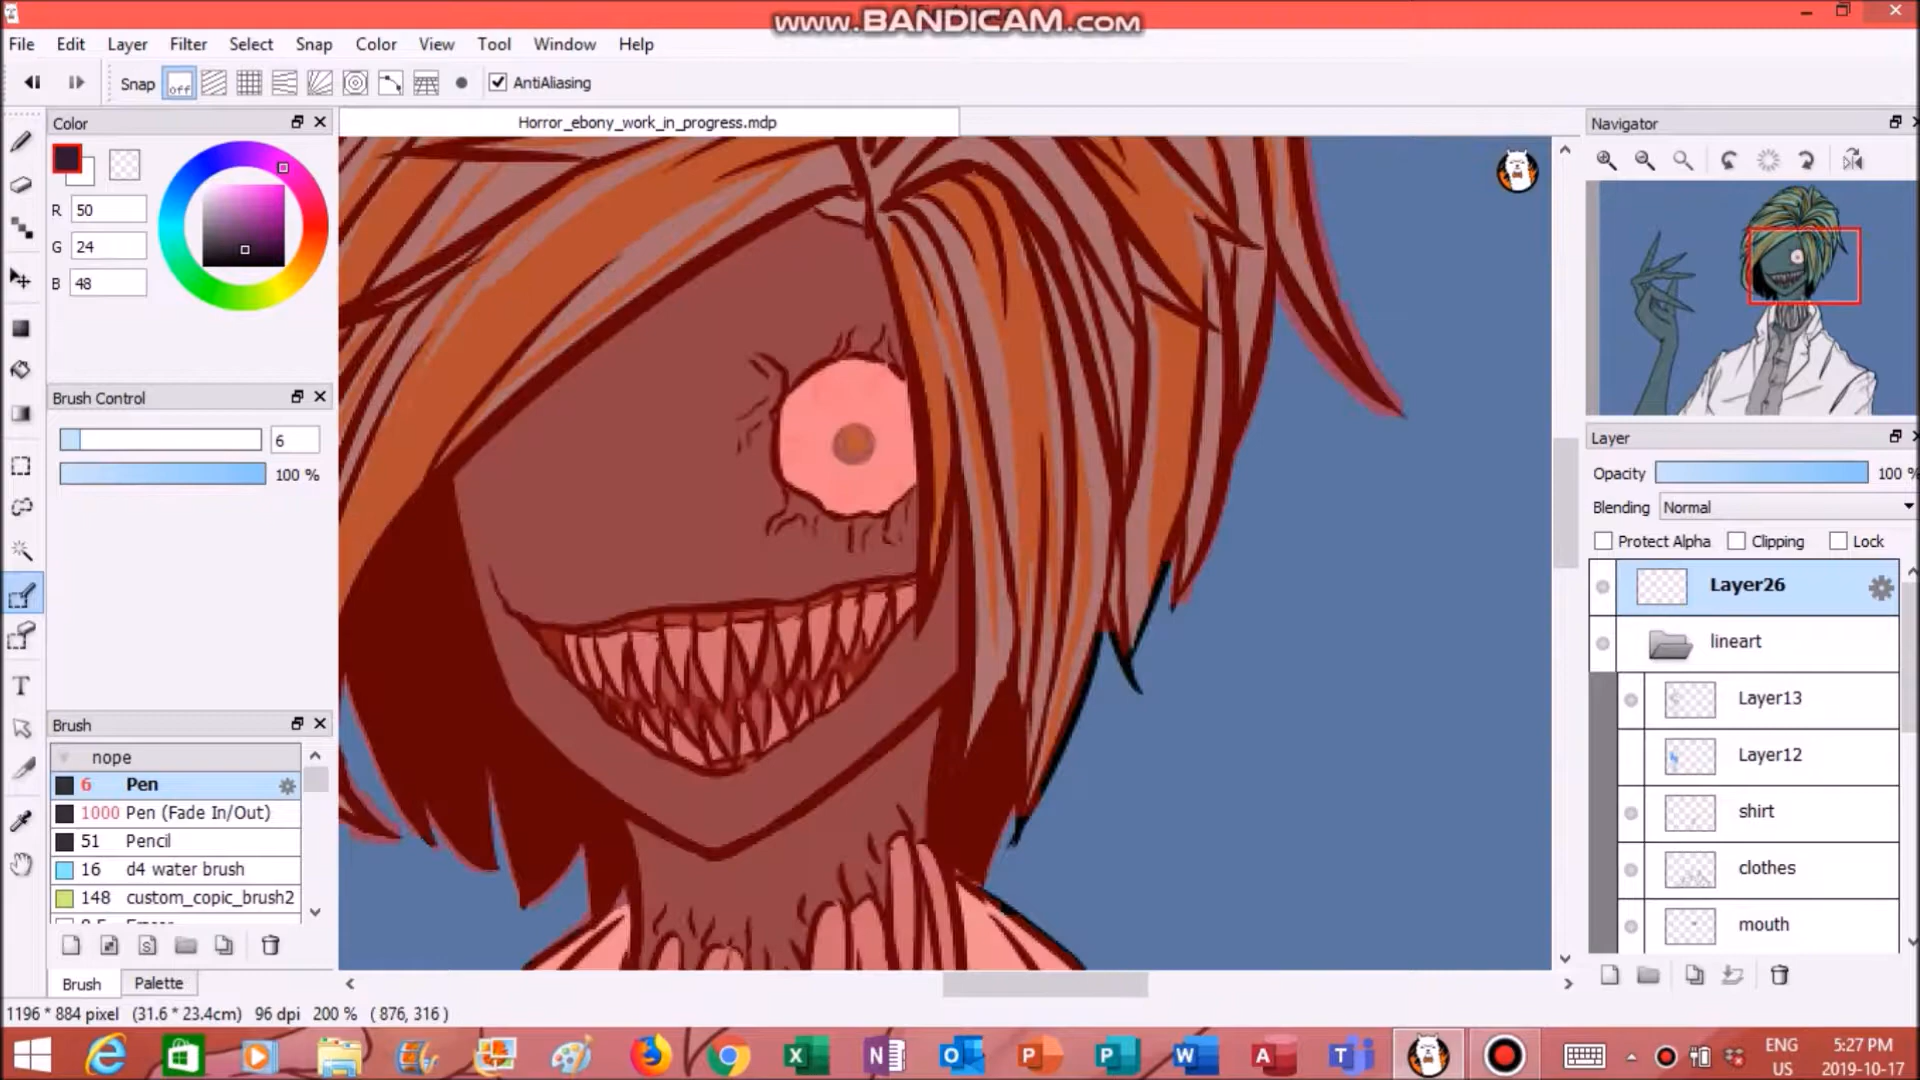 www.BANDICAM.com
File Edit Layer Filter Select Snap Color View Tool Window Help
Snap off AntiAliasing
Color
Horror_ebony_work_in_progress.mdp
Navigator
R 50
G 24
B 48
Brush Control
6
100 %
Layer
Opacity 100 %
Blending Normal
Protect Alpha Clipping Lock
Layer26
lineart
Layer13
Layer12
shirt
clothes
mouth
Brush
nope
6 Pen
1000 Pen (Fade In/Out)
51 Pencil
16 d4 water brush
148 custom_copic_brush2
Brush Palette
1196 * 884 pixel (31.6 * 23.4cm) 96 dpi 200 % ( 876, 316 )
ENG
US
5:27 PM
2019-10-17